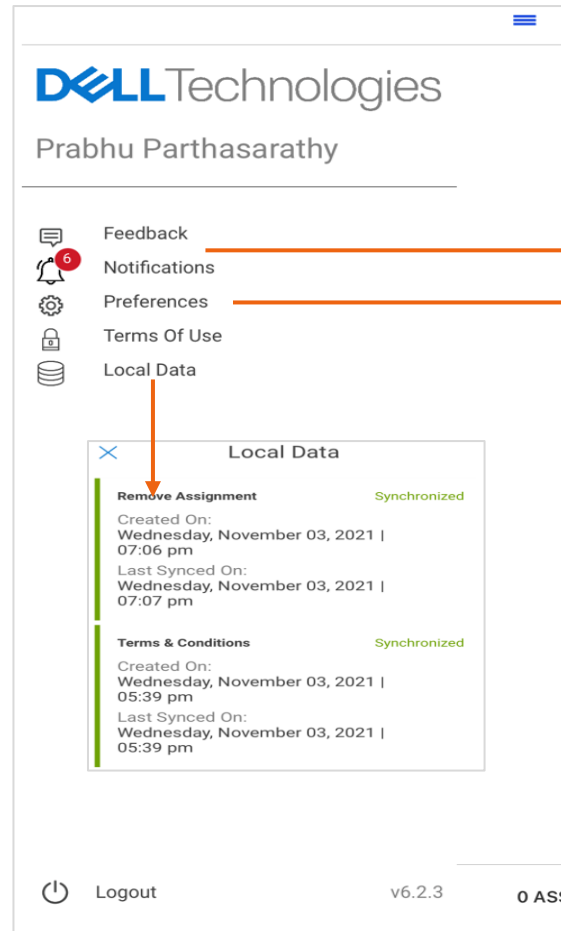 DELLTechnologies
Prabhu Parthasarathy
Feedback
6
Notifications
Preferences
Terms Of Use
Local Data
Local Data
Remove Assignment Synchronized
Created On:
Wednesday, November 03, 2021 |
07:06 pm
Last Synced On:
Wednesday, November 03, 2021 |
07:07 pm
Terms & Conditions Synchronized
Created On:
Wednesday, November 03, 2021 |
05:39 pm
Last Synced On:
Wednesday, November 03, 2021 |
05:39 pm
Logout v6.2.3 0 ASS